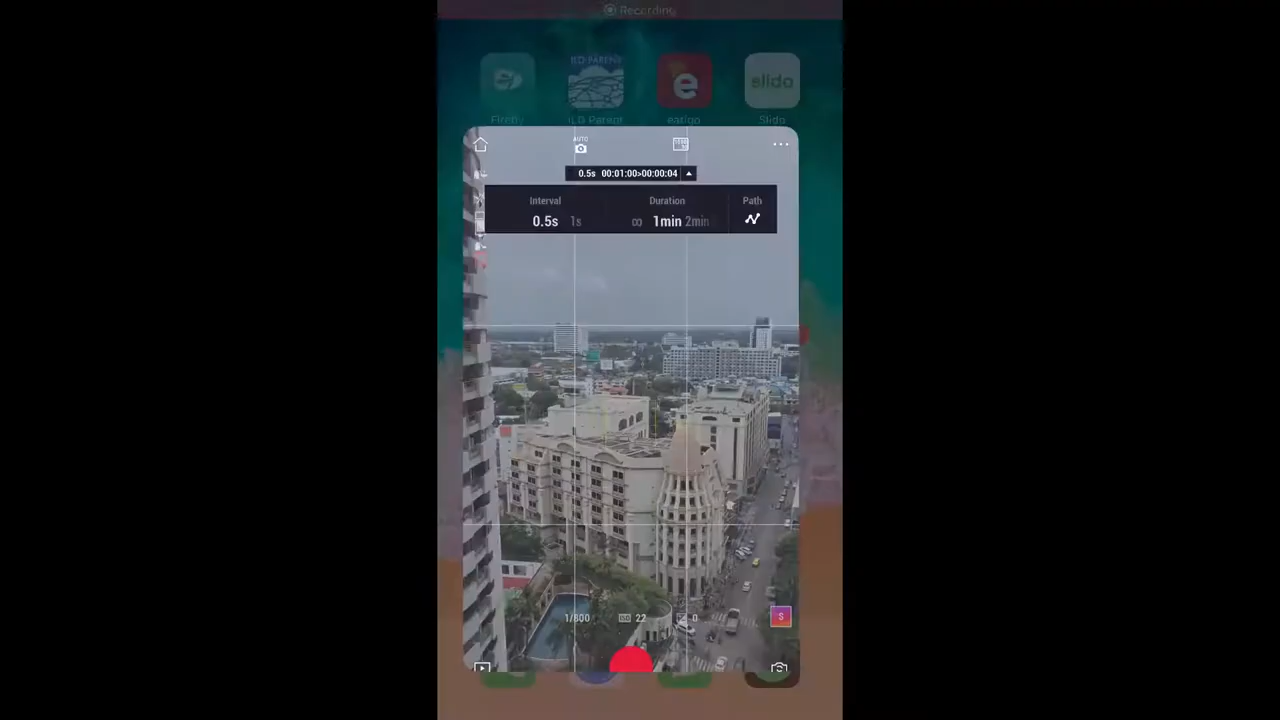 Recording
ILD PARENT
e
slido
Firefly
ILD Parent
eatigo
Slido
AUTO
0.5s 00:01:00>00:00:04
Interval
Duration
Path
0.5s 1s
∞ 1min 2min
1/800
ISO 22
0
S